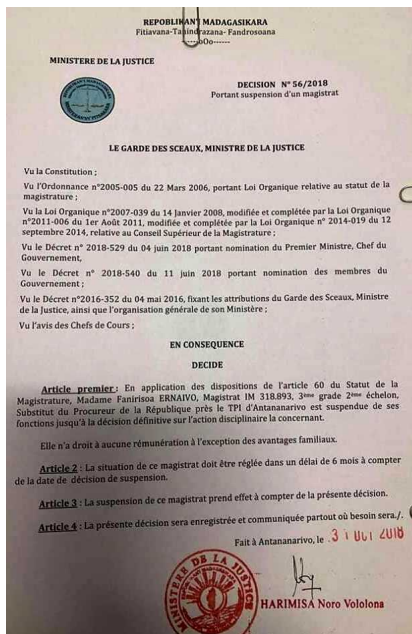 REPOBLIKAN'I MADAGASIKARA
Fitiavana-Tanindrazana- Fandrosoana
------oOo------
MINISTERE DE LA JUSTICE
DECISION N°56/2018
Portant suspension d'un magistrat
LE GARDE DES SCEAUX, MINISTRE DE LA JUSTICE
Vu la Constitution ;
Vu l'Ordonnance n°2005-005 du 22 Mars 2006, portant Loi Organique relative au statut de la
magistrature ;
Vu la Loi Organique n°2007-039 du 14 Janvier 2008, modifiée et complétée par la Loi Organique
n°2011-006 du 1er Août 2011, modifiée et complétée par la Loi Organique n° 2014-019 du 12
septembre 2014, relative au Conseil Supérieur de la Magistrature ;
Vu le Décret n° 2018-529 du 04 juin 2018 portant nomination du Premier Ministre, Chef du
Gouvernement,
Vu le Décret n° 2018-540 du 11 juin 2018 portant nomination des membres du
Gouvernement ;
Vu le Décret n°2016-352 du 04 mai 2016, fixant les attributions du Garde des Sceaux, Ministre
de la Justice, ainsi que l'organisation générale de son Ministère ;
Vu l'avis des Chefs de Cour ;
EN CONSEQUENCE
DECIDE
Article premier : En application des dispositions de l'article 60 du Statut de la
Magistrature, Madame Fanirisoa ERNAIVO, Magistrat IM 318.893, 3ème grade 2ème échelon,
Substitut du Procureur de la République près le TPI d'Antananarivo est suspendue de ses
fonctions jusqu'à la décision définitive sur l'action disciplinaire la concernant.
Elle n'a droit à aucune rémunération à l'exception des avantages familiaux.
Article 2 : La situation de ce magistrat doit être réglée dans un délai de 6 mois à compter
de la date de décision de suspension.
Article 3 : La suspension de ce magistrat prend effet à compter de la présente décision.
Article 4 : La présente décision sera enregistrée et communiquée partout où besoin sera./.
Fait à Antananarivo, le 31 OCT 2018
MINISTERE DE LA JUSTICE
HARIMISA Noro Vololona